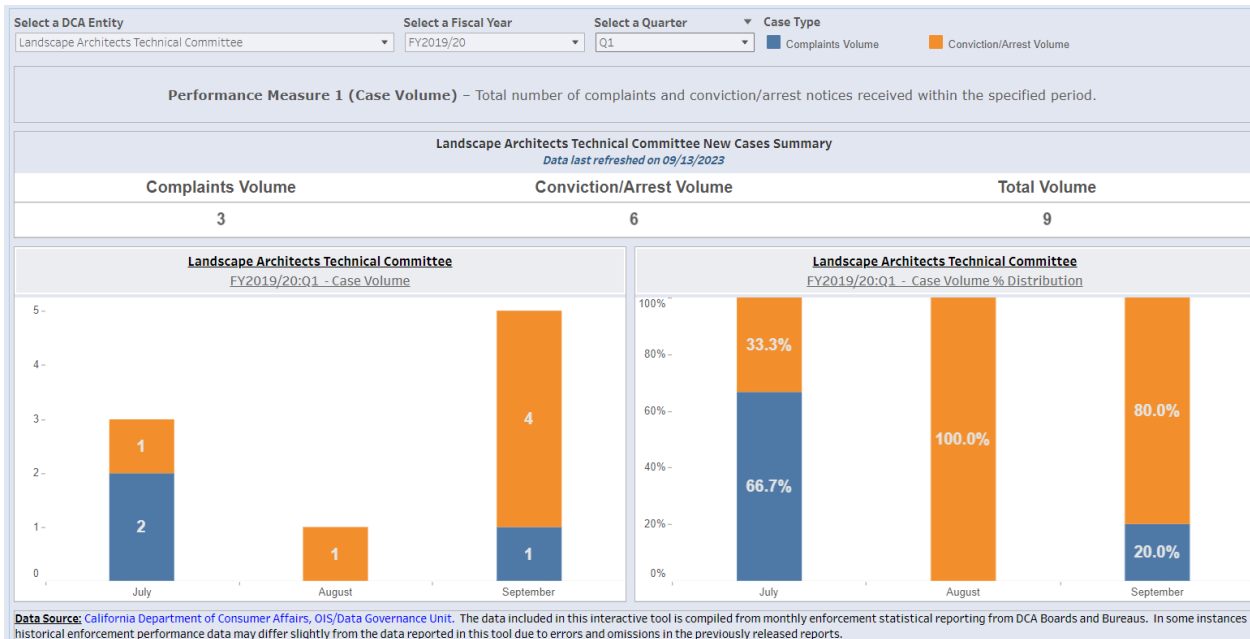 Select a DCA Entity
Select a Fiscal Year
Select a Quarter
Case Type
Landscape Architects Technical Committee
FY2019/20
Q1
Complaints Volume
Conviction/Arrest Volume
Performance Measure 1 (Case Volume) – Total number of complaints and conviction/arrest notices received within the specified period.
Landscape Architects Technical Committee New Cases Summary
Data last refreshed on 09/13/2023
Complaints Volume
Conviction/Arrest Volume
Total Volume
3
6
9
Landscape Architects Technical Committee
FY2019/20:Q1 - Case Volume
5
4
3
2
1
0
1
2
1
4
1
July
August
September
Landscape Architects Technical Committee
FY2019/20:Q1 - Case Volume % Distribution
100%
80%
60%
40%
20%
0%
33.3%
66.7%
100.0%
80.0%
20.0%
July
August
September
Data Source: California Department of Consumer Affairs, OIS/Data Governance Unit. The data included in this interactive tool is compiled from monthly enforcement statistical reporting from DCA Boards and Bureaus. In some instances
historical enforcement performance data may differ slightly from the data reported in this tool due to errors and omissions in the previously released reports.